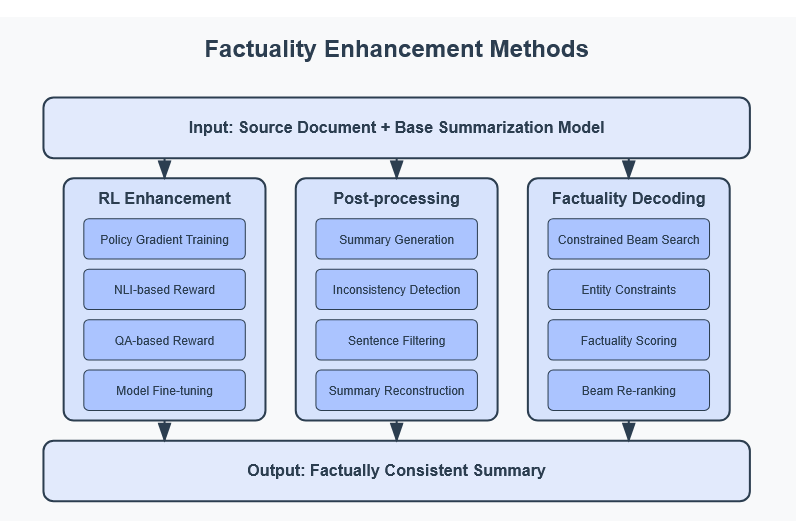 Factuality Enhancement Methods
Input: Source Document + Base Summarization Model
RL Enhancement
Policy Gradient Training
NLI-based Reward
QA-based Reward
Model Fine-tuning
Post-processing
Summary Generation
Inconsistency Detection
Sentence Filtering
Summary Reconstruction
Factuality Decoding
Constrained Beam Search
Entity Constraints
Factuality Scoring
Beam Re-ranking
Output: Factually Consistent Summary